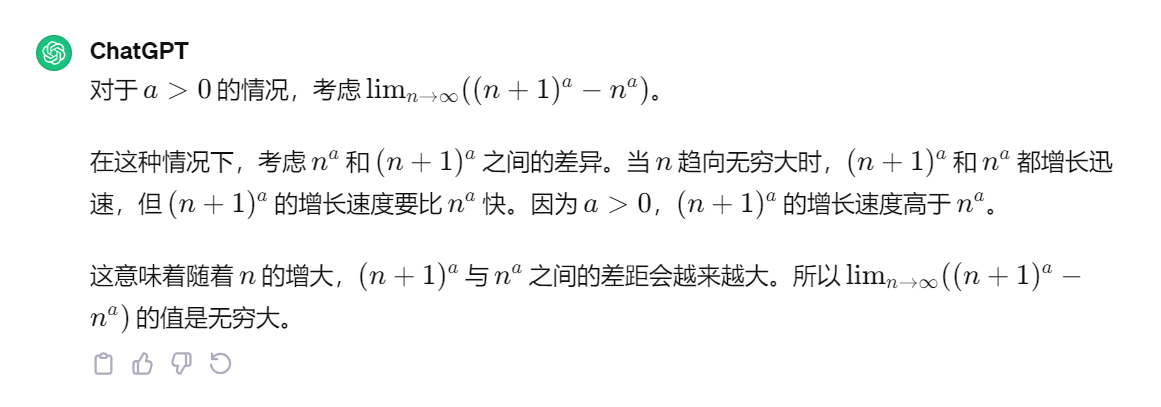 ChatGPT
对于 a > 0 的情况，考虑 lim_{n→∞}((n + 1)^a − n^a)。
在这种情况下，考虑 n^a 和 (n + 1)^a 之间的差异。当 n 趋向无穷大时，(n + 1)^a 和 n^a 都增长迅
速，但 (n + 1)^a 的增长速度要比 n^a 快。因为 a > 0，(n + 1)^a 的增长速度高于 n^a。
这意味着随着 n 的增大，(n + 1)^a 与 n^a 之间的差距会越来越大。所以 lim_{n→∞}((n + 1)^a −
n^a) 的值是无穷大。